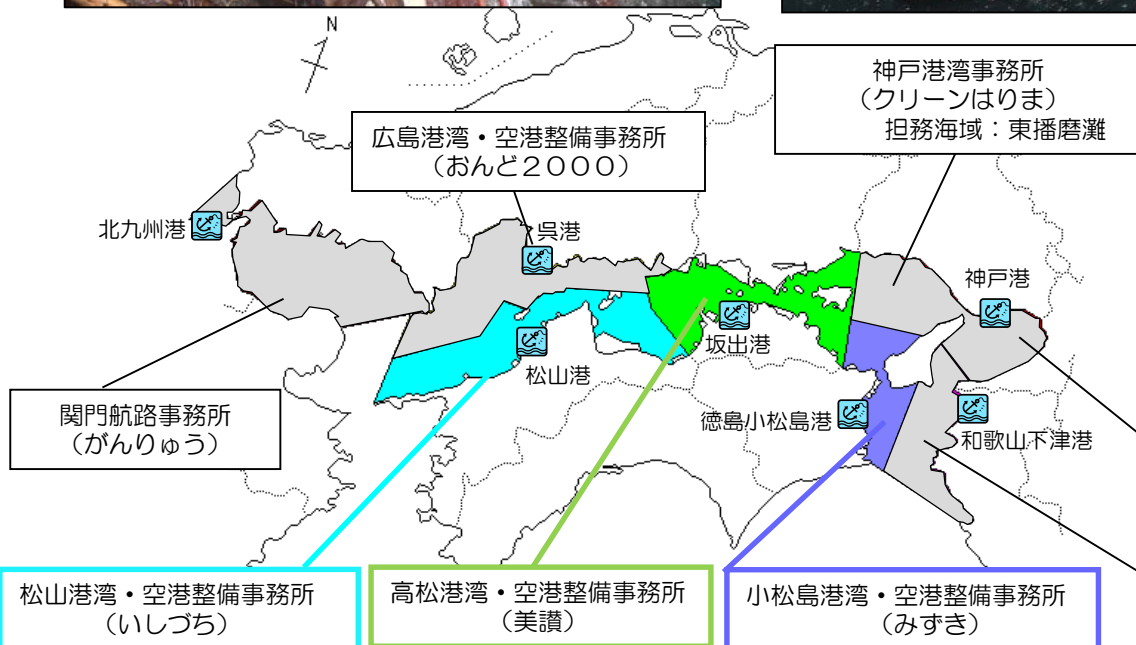 N
神戸港湾事務所
（クリーンはりま）
担務海域：東播磨灘
広島港湾・空港整備事務所
（おんど２０００）
北九州港
呉港
神戸港
坂出港
松山港
徳島小松島港
和歌山下津港
関門航路事務所
（がんりゅう）
松山港湾・空港整備事務所
（いしづち）
高松港湾・空港整備事務所
（美讃）
小松島港湾・空港整備事務所
（みずき）